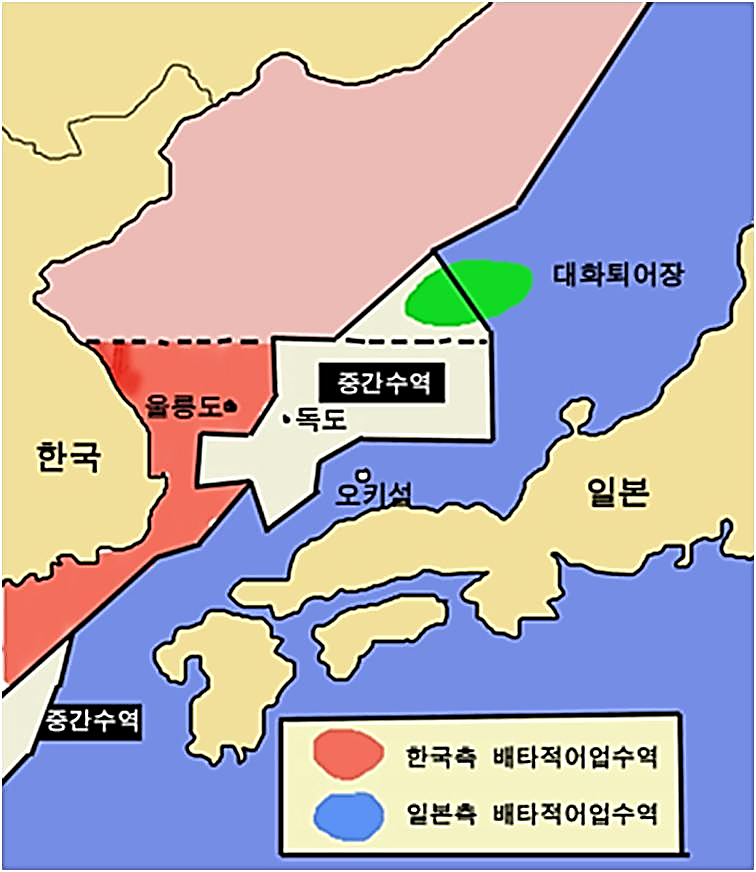 대화퇴어장
중간수역
울릉도
독도
한국
오키섬
일본
중간수역
한국측 배타적어업수역
일본측 배타적어업수역